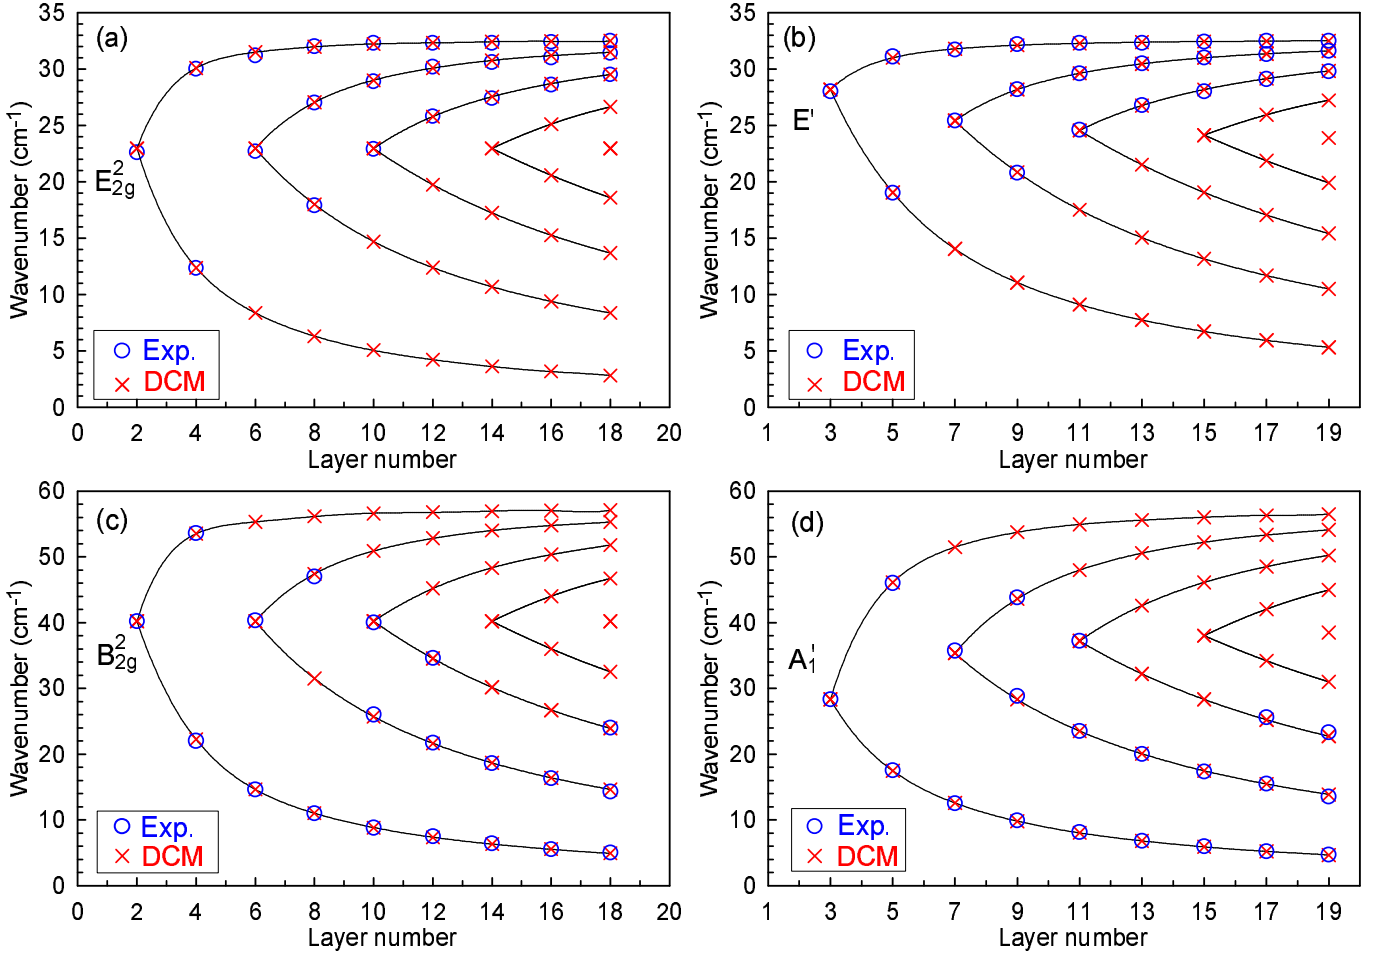 (a)
35
30
25
20
15
10
5
0
Wavenumber (cm⁻¹)
E²₂g
Exp.
DCM
0 2 4 6 8 10 12 14 16 18 20
Layer number
(b)
35
30
25
20
15
10
5
0
Wavenumber (cm⁻¹)
E'
Exp.
DCM
1 3 5 7 9 11 13 15 17 19
Layer number
(c)
60
50
40
30
20
10
0
Wavenumber (cm⁻¹)
B²₂g
Exp.
DCM
0 2 4 6 8 10 12 14 16 18 20
Layer number
(d)
60
50
40
30
20
10
0
Wavenumber (cm⁻¹)
A'₁
Exp.
DCM
1 3 5 7 9 11 13 15 17 19
Layer number